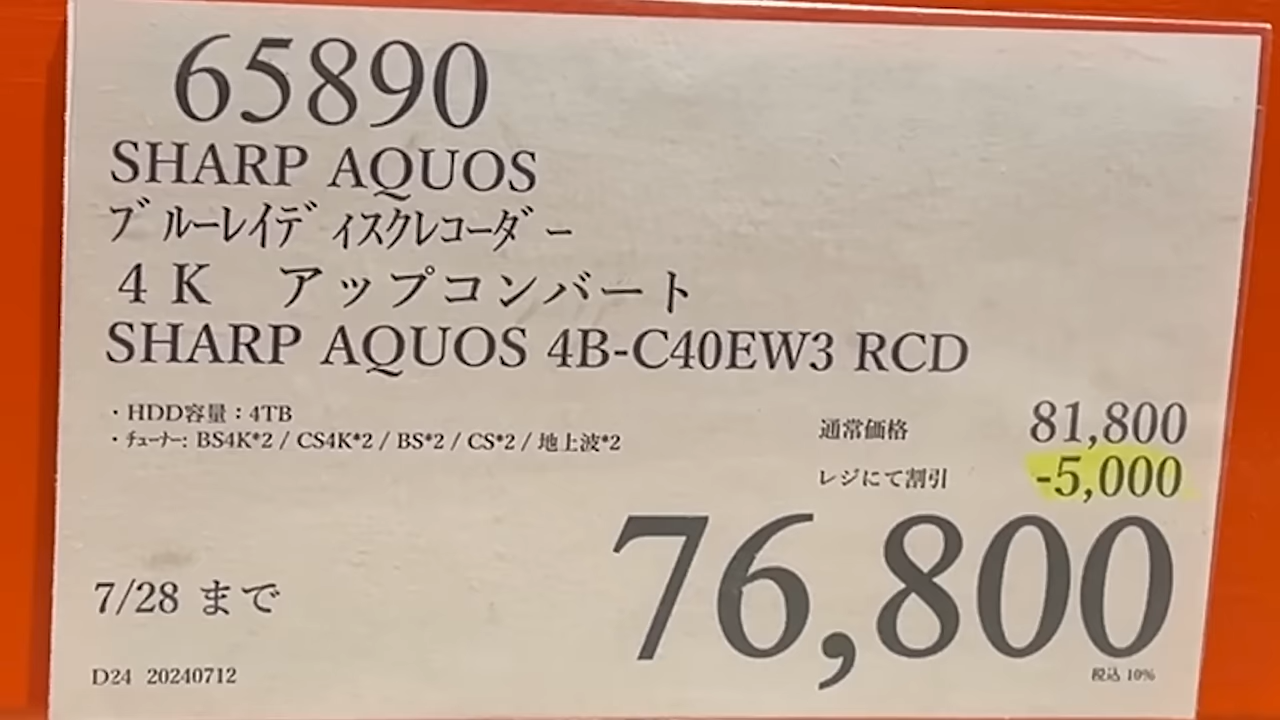 65890
SHARP AQUOS
ﾌﾞﾙｰﾚｲﾃﾞｨｽｸﾚｺｰﾀﾞｰ
４Ｋ　アップコンバート
SHARP AQUOS 4B-C40EW3 RCD
・HDD容量：4TB
・ﾁｭｰﾅｰ: BS4K*2 / CS4K*2 / BS*2 / CS*2 / 地上波*2
通常価格 81,800
レジにて割引 -5,000
76,800
税込 10%
7/28 まで
D24 20240712